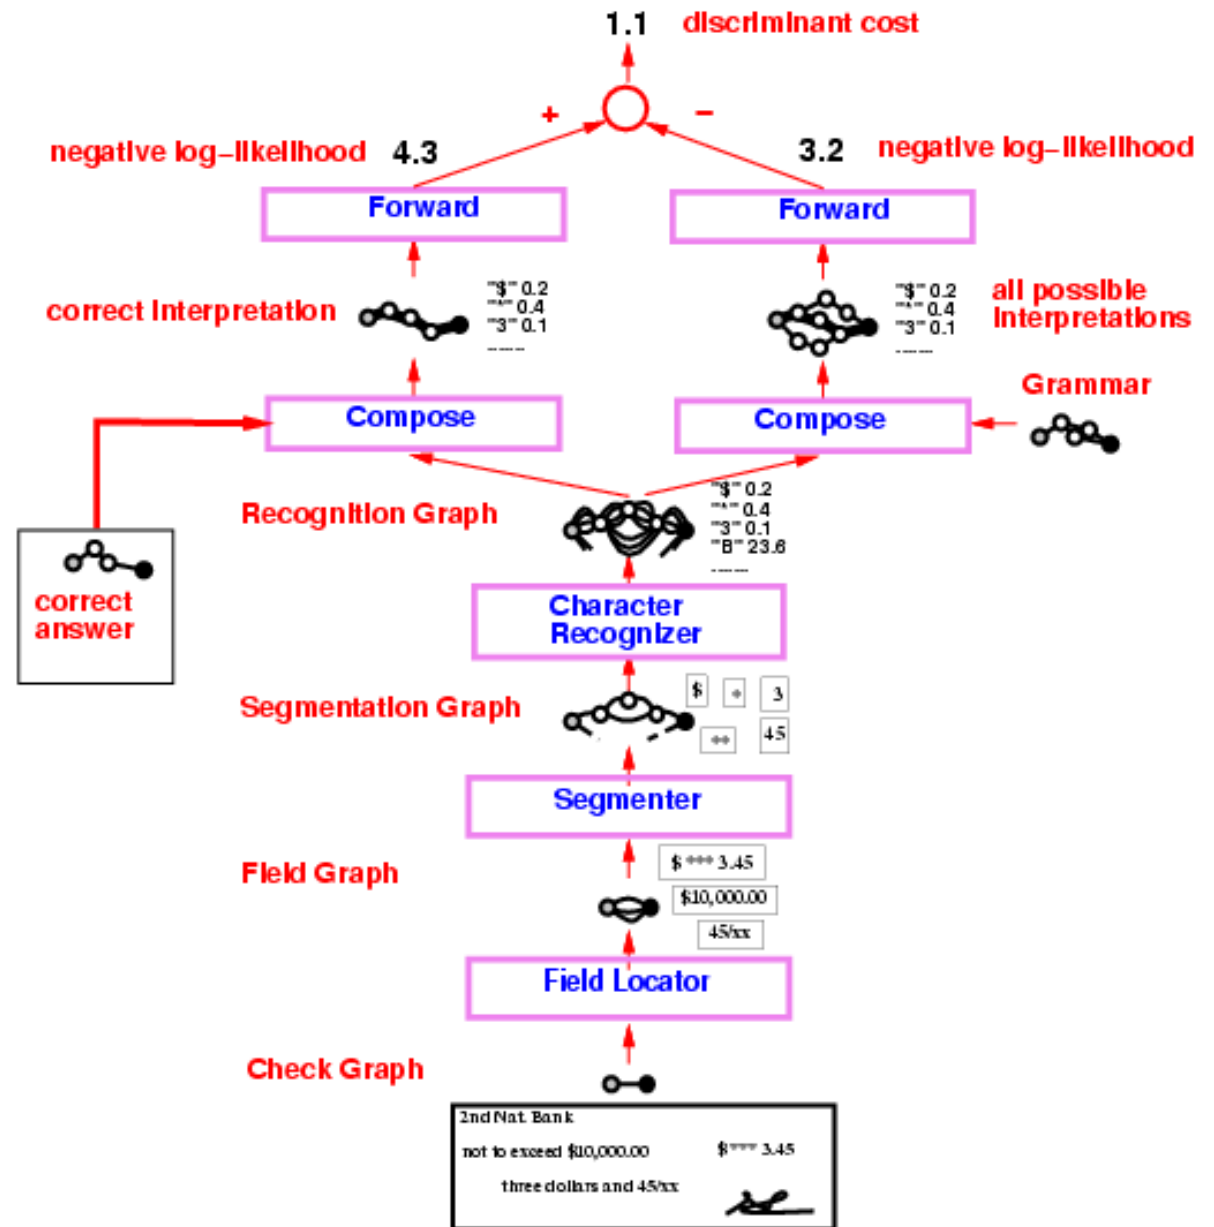 1.1 discriminant cost
+ −
negative log-likelihood 4.3
3.2 negative log-likelihood
Forward
Forward
correct Interpretation
"$" 0.2
"*" 0.4
"3" 0.1
------
"$" 0.2
"*" 0.4
"3" 0.1
------
all possible
Interpretations
Grammar
Compose
Compose
Recognition Graph
"$" 0.2
"*" 0.4
"3" 0.1
"B" 23.6
------
correct
answer
Character
Recognizer
Segmentation Graph
$ * 3
** 45
Segmenter
Field Graph
$ *** 3.45
$10,000.00
45/xx
Field Locator
Check Graph
2nd Nat. Bank
not to exceed $10,000.00 $ *** 3.45
three dollars and 45/xx